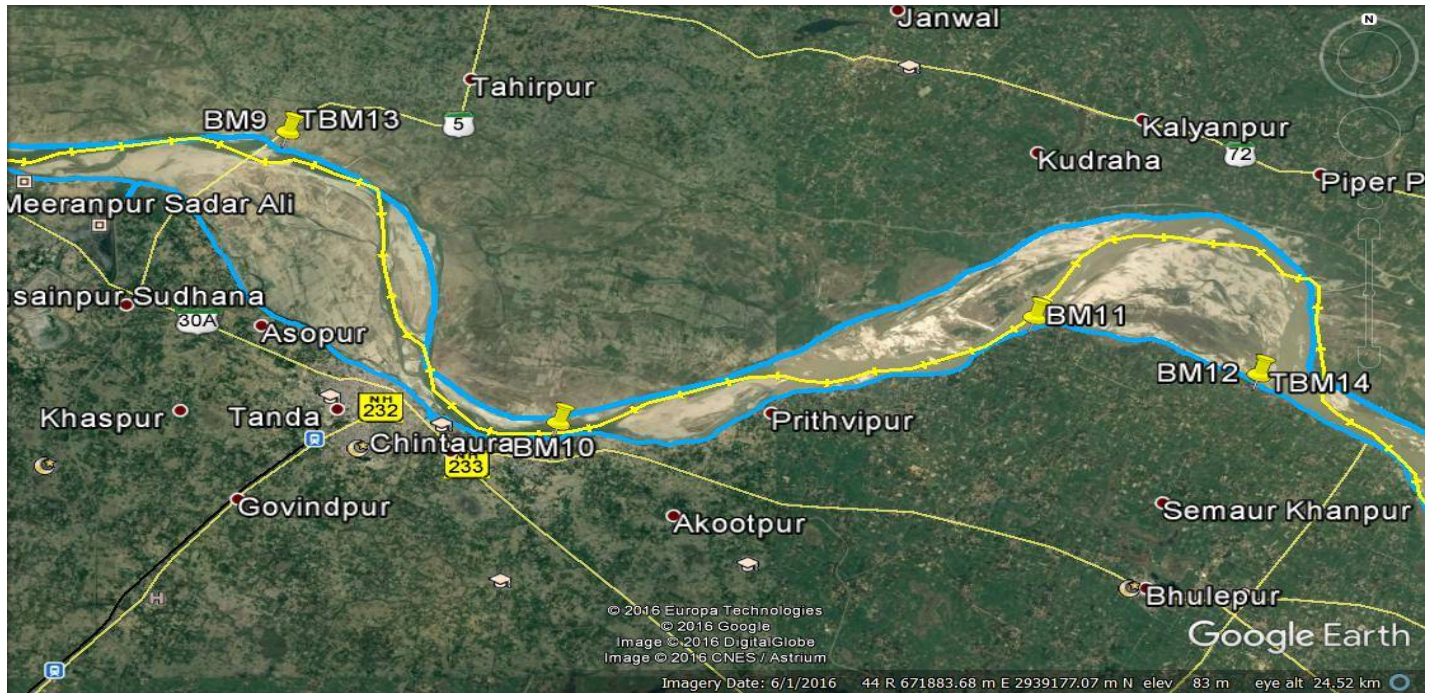 Janwal
N
Tahirpur
BM9 TBM13
5
Kalyanpur
Kudraha
72
Piper P
Meeranpur Sadar Ali
sainpur Sudhana
30A
Asopur
BM11
BM12
TBM14
Khaspur
Tanda
NH
232
Prithvipur
Chintaura
BM10
233
Govindpur
Akootpur
Semaur Khanpur
H
Bhulepur
© 2016 Europa Technologies
© 2016 Google
Image © 2016 DigitalGlobe
Image © 2016 CNES / Astrium
Google Earth
Imagery Date: 6/1/2016 44 R 671883.68 m E 2939177.07 m N elev 83 m eye alt 24.52 km